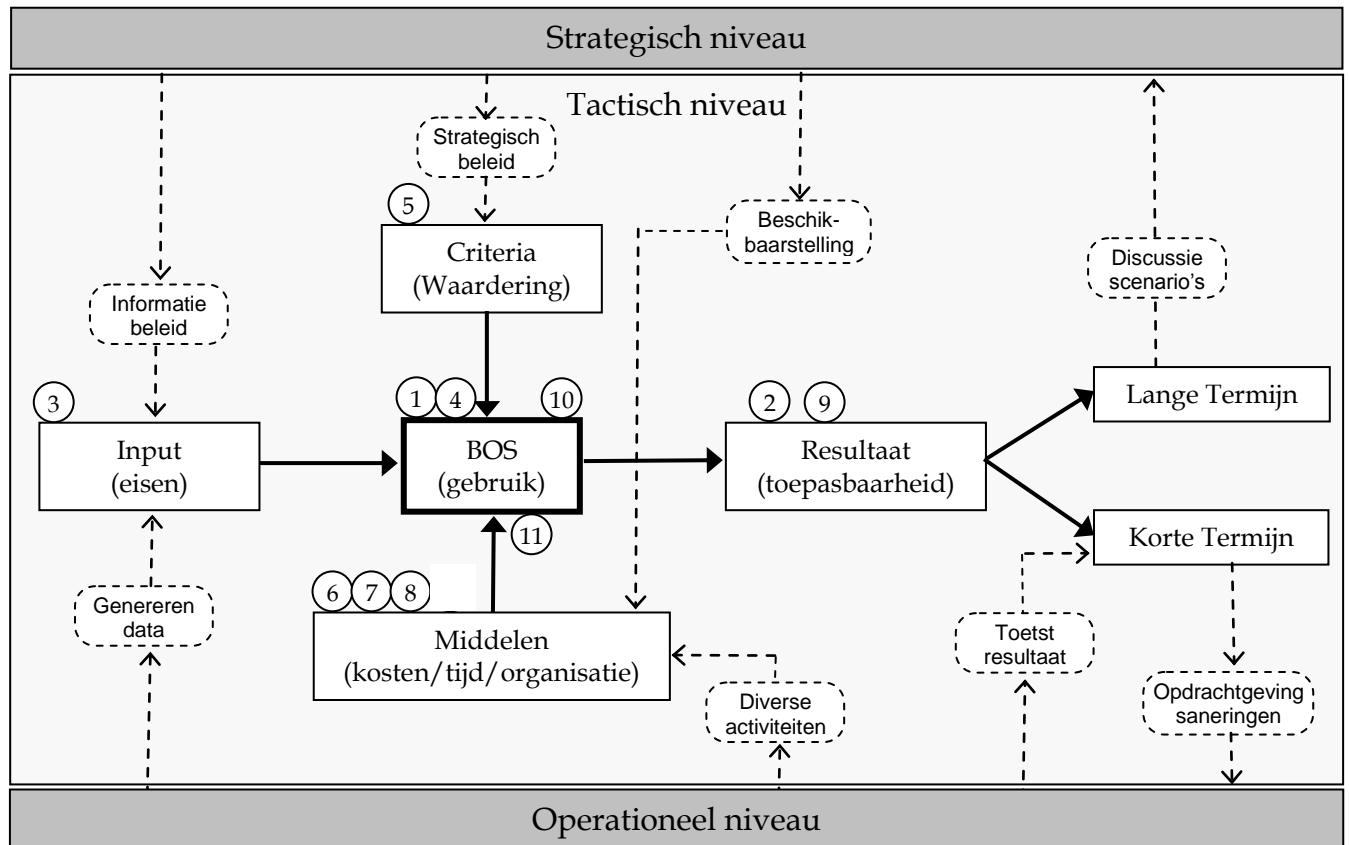 Strategisch niveau
Tactisch niveau
Strategisch
beleid
5
Criteria
(Waardering)
Beschik-
baarstelling
Discussie
scenario's
Informatie
beleid
3
Input
(eisen)
1
4
10
BOS
(gebruik)
11
2
9
Resultaat
(toepasbaarheid)
Lange Termijn
Korte Termijn
Genereren
data
6
7
8
Middelen
(kosten/tijd/organisatie)
Diverse
activiteiten
Toetst
resultaat
Opdrachtgeving
saneringen
Operationeel niveau